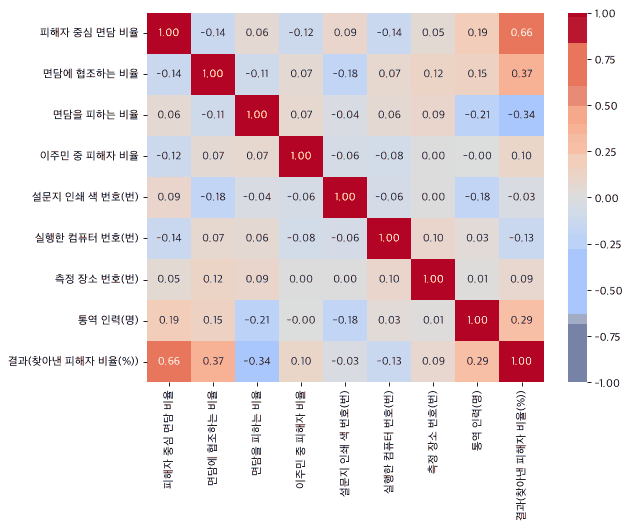 피해자 중심 면담 비율 1.00 -0.14 0.06 -0.12 0.09 -0.14 0.05 0.19 0.66
면담에 협조하는 비율 -0.14 1.00 -0.11 0.07 -0.18 0.07 0.12 0.15 0.37
면담을 피하는 비율 0.06 -0.11 1.00 0.07 -0.04 0.06 0.09 -0.21 -0.34
이주민 중 피해자 비율 -0.12 0.07 0.07 1.00 -0.06 -0.08 0.00 -0.00 0.10
설문지 인쇄 색 번호(번) 0.09 -0.18 -0.04 -0.06 1.00 -0.06 0.00 -0.18 -0.03
실행한 컴퓨터 번호(번) -0.14 0.07 0.06 -0.08 -0.06 1.00 0.10 0.03 -0.13
측정 장소 번호(번) 0.05 0.12 0.09 0.00 0.00 0.10 1.00 0.01 0.09
통역 인력(명) 0.19 0.15 -0.21 -0.00 -0.18 0.03 0.01 1.00 0.29
결과(찾아낸 피해자 비율(%)) 0.66 0.37 -0.34 0.10 -0.03 -0.13 0.09 0.29 1.00
피해자 중심 면담 비율
면담에 협조하는 비율
면담을 피하는 비율
이주민 중 피해자 비율
설문지 인쇄 색 번호(번)
실행한 컴퓨터 번호(번)
측정 장소 번호(번)
통역 인력(명)
결과(찾아낸 피해자 비율(%))
1.00
0.75
0.50
0.25
0.00
-0.25
-0.50
-0.75
-1.00